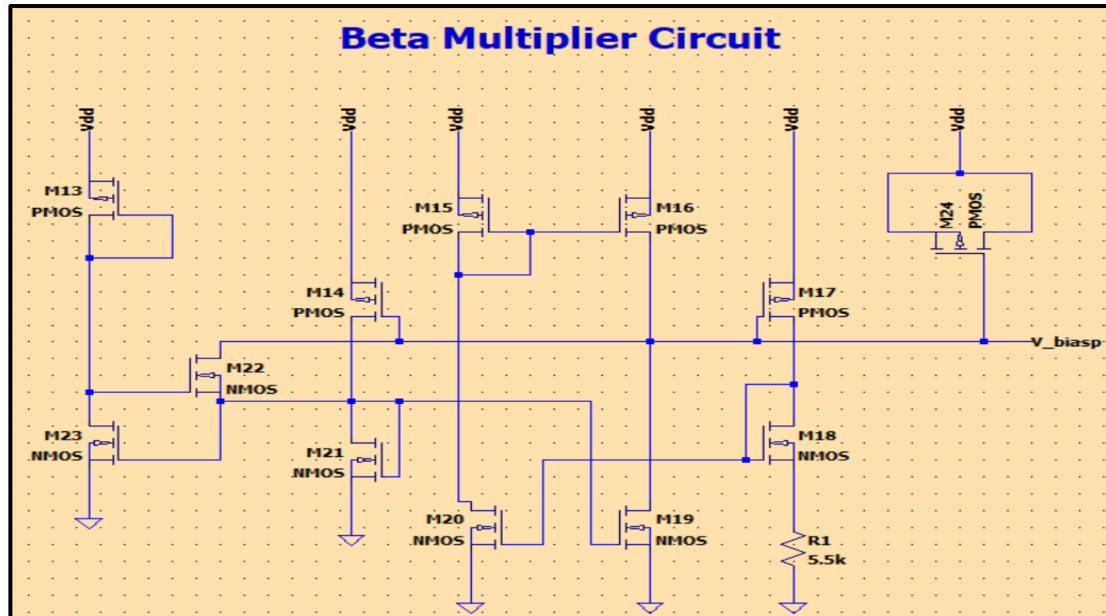 Beta Multiplier Circuit
Vdd
Vdd
Vdd
Vdd
Vdd
Vdd
M13
PMOS
M15
PMOS
M16
PMOS
M24
PMOS
M14
PMOS
M17
PMOS
V_biasp
M22
NMOS
M23
NMOS
M21
NMOS
M18
NMOS
M20
NMOS
M19
NMOS
R1
5.5k